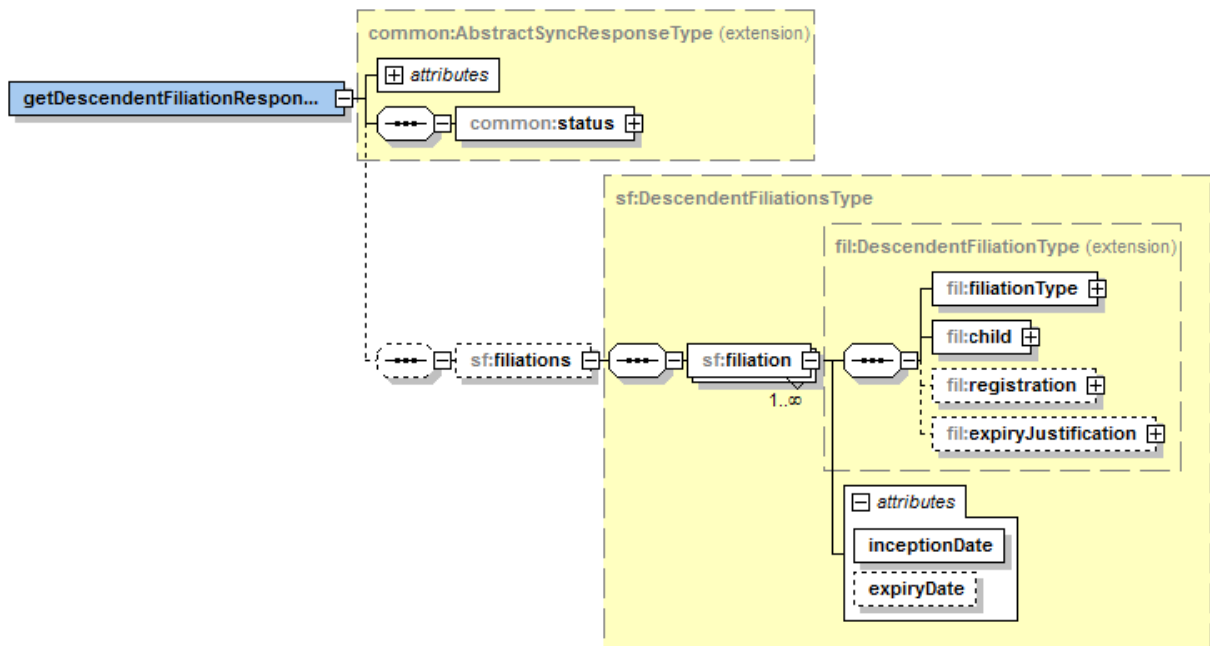 common:AbstractSyncResponseType (extension)
attributes
getDescendentFiliationRespon...
common:status
sf:DescendentFiliationsType
fil:DescendentFiliationType (extension)
fil:filiationType
fil:child
sf:filiations
sf:filiation
fil:registration
1..∞
fil:expiryJustification
attributes
inceptionDate
expiryDate